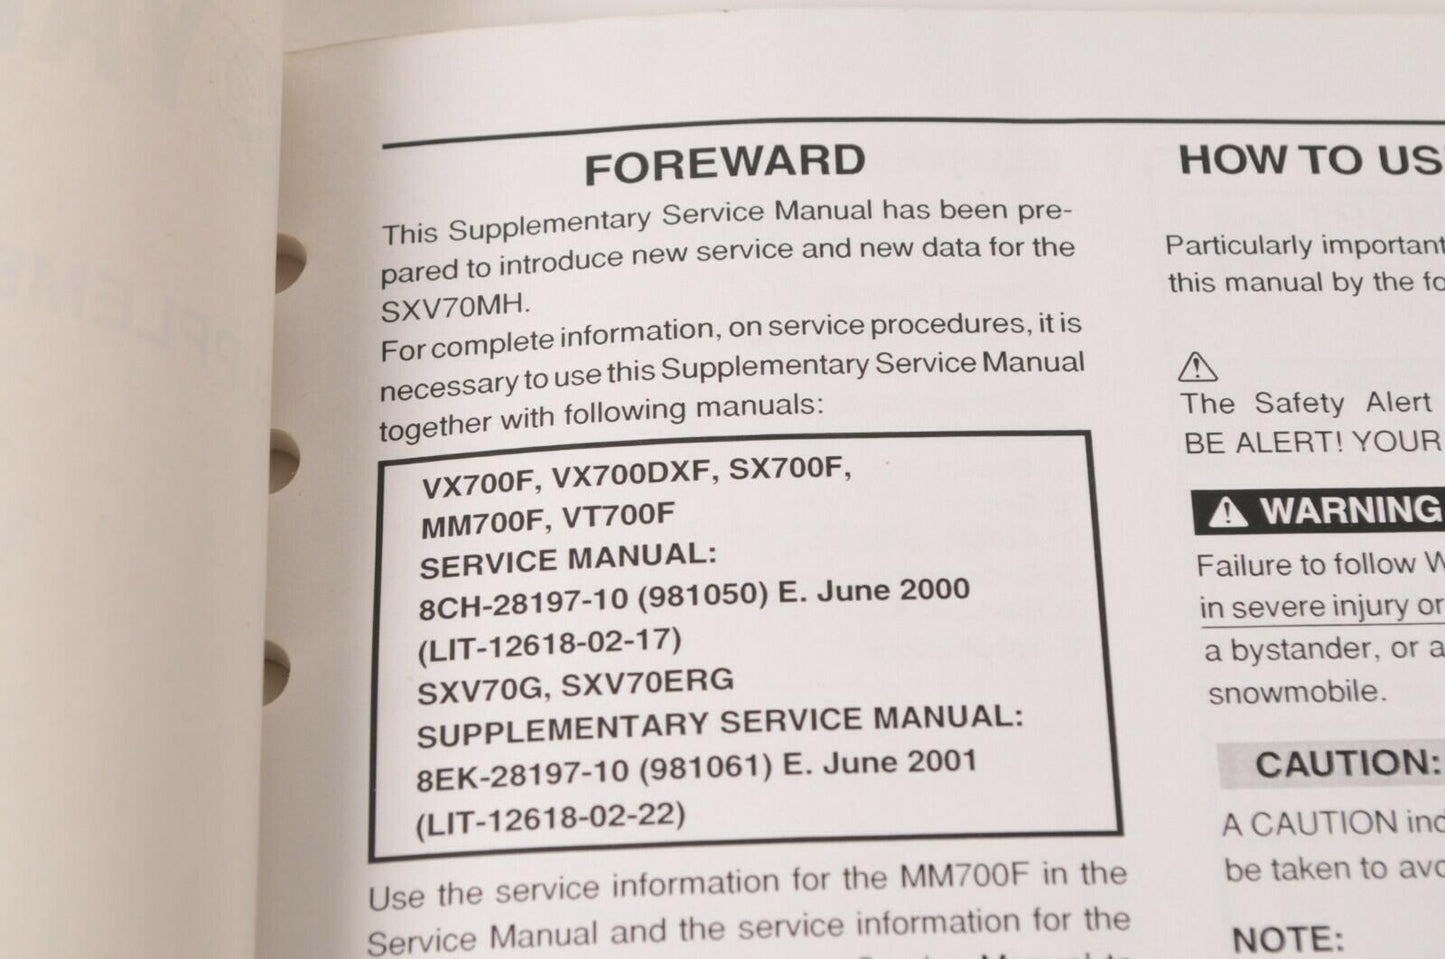 FOREWARD
This Supplementary Service Manual has been pre-
pared to introduce new service and new data for the
SXV70MH.
For complete information, on service procedures, it is
necessary to use this Supplementary Service Manual
together with following manuals:
VX700F, VX700DXF, SX700F,
MM700F, VT700F
SERVICE MANUAL:
8CH-28197-10 (981050) E. June 2000
(LIT-12618-02-17)
SXV70G, SXV70ERG
SUPPLEMENTARY SERVICE MANUAL:
8EK-28197-10 (981061) E. June 2001
(LIT-12618-02-22)
Use the service information for the MM700F in the
Service Manual and the service information for the
HOW TO US
Particularly important
this manual by the fo
The Safety Alert
BE ALERT! YOUR
WARNING
Failure to follow W
in severe injury or
a bystander, or a
snowmobile.
CAUTION:
A CAUTION ind
be taken to avo
NOTE: